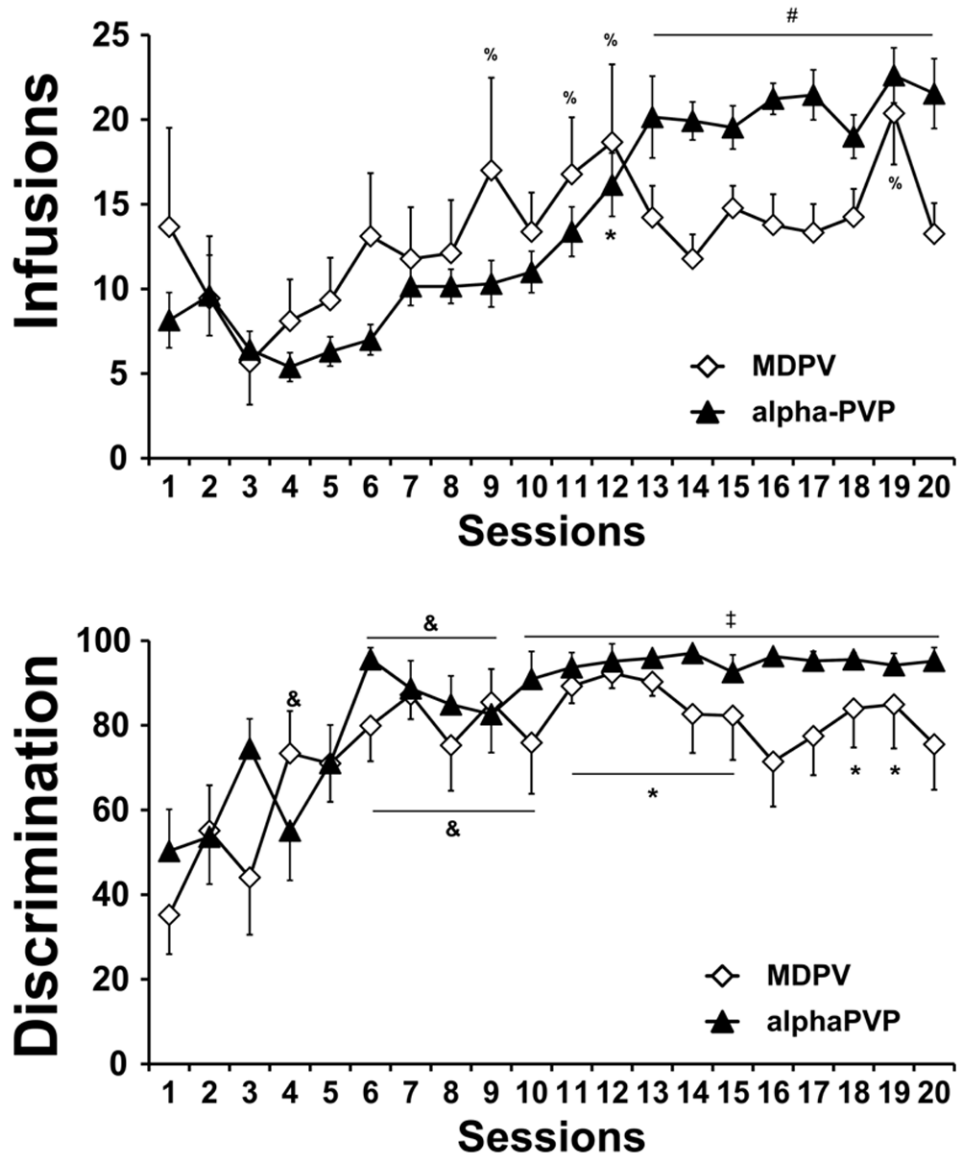 Infusions
25
20
15
10
5
0
%
%
%
*
#
%
MDPV
alpha-PVP
1 2 3 4 5 6 7 8 9 10 11 12 13 14 15 16 17 18 19 20
Sessions
Discrimination
100
80
60
40
20
0
&
&
‡
&
*
* *
MDPV
alphaPVP
1 2 3 4 5 6 7 8 9 10 11 12 13 14 15 16 17 18 19 20
Sessions